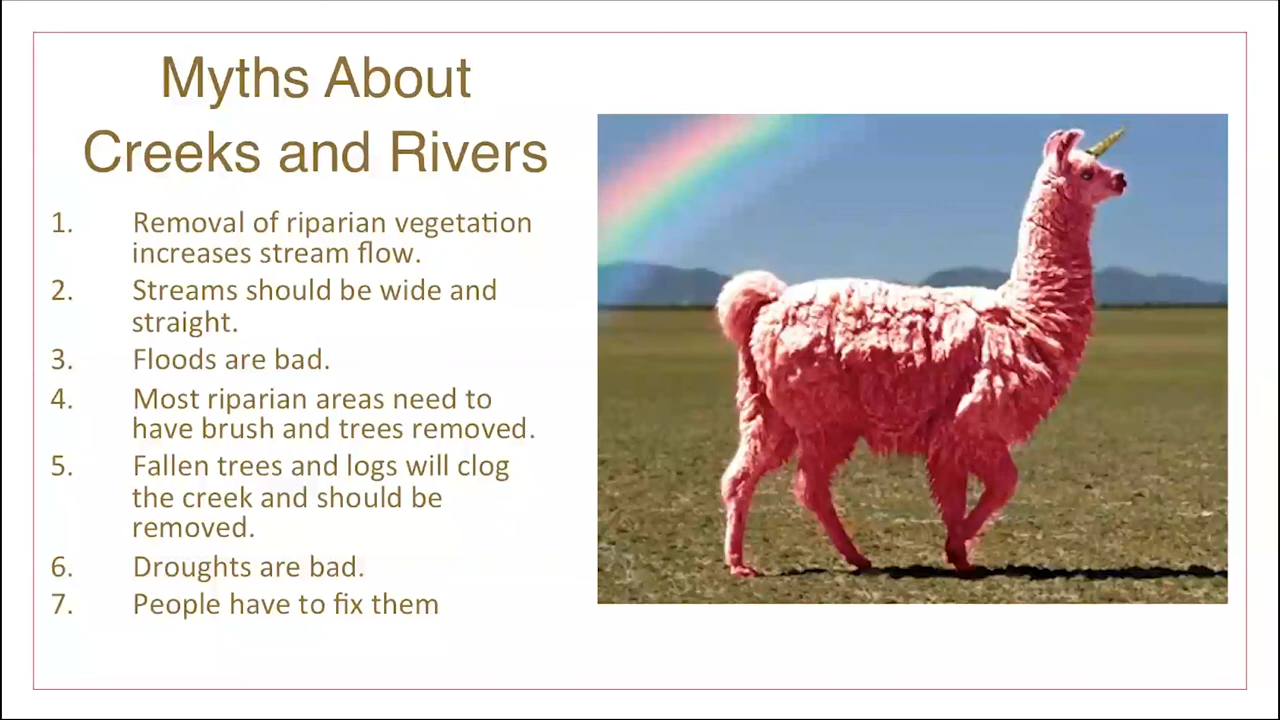 Myths About
Creeks and Rivers
1. Removal of riparian vegetation
increases stream flow.
2. Streams should be wide and
straight.
3. Floods are bad.
4. Most riparian areas need to
have brush and trees removed.
5. Fallen trees and logs will clog
the creek and should be
removed.
6. Droughts are bad.
7. People have to fix them